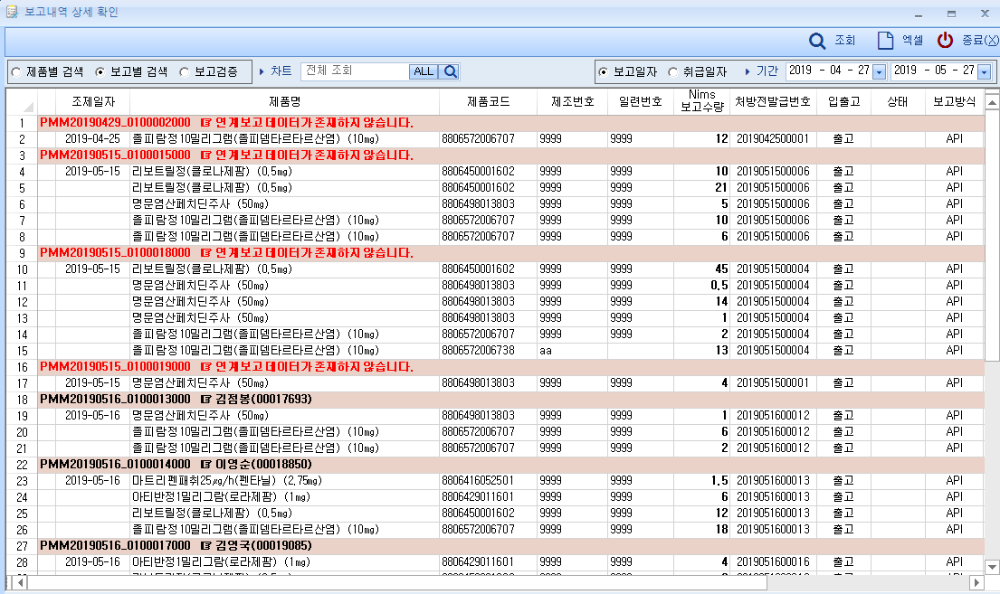 보고내역 상세 확인
조회 엑셀 종료(X)
제품별 검색 보고별 검색 보고검증 차트 전체 조회 ALL 보고일자 취급일자 기간 2019 - 04 - 27 2019 - 05 - 27
조제일자 제품명 제품코드 제조번호 일련번호 Nims 보고수량 처방전발급번호 입출고 상태 보고방식
1 PMM20190429_0100002000 ☞ 연계보고 데이터가 존재하지 않습니다.
2 2019-04-25 졸피람정10밀리그램(졸피뎀타르타르산염) (10mg) 8806572006707 9999 9999 12 2019042500001 출고 API
3 PMM20190515_0100015000 ☞ 연계보고 데이터가 존재하지 않습니다.
4 2019-05-15 리보트릴정(클로나제팜) (0.5mg) 8806450001602 9999 9999 10 2019051500006 출고 API
5 리보트릴정(클로나제팜) (0.5mg) 8806450001602 9999 9999 21 2019051500006 출고 API
6 명문염산페치딘주사 (50mg) 8806498013803 9999 9999 5 2019051500006 출고 API
7 졸피람정10밀리그램(졸피뎀타르타르산염) (10mg) 8806572006707 9999 9999 10 2019051500006 출고 API
8 졸피람정10밀리그램(졸피뎀타르타르산염) (10mg) 8806572006707 9999 9999 6 2019051500006 출고 API
9 PMM20190515_0100018000 ☞ 연계보고 데이터가 존재하지 않습니다.
10 2019-05-15 리보트릴정(클로나제팜) (0.5mg) 8806450001602 9999 9999 45 2019051500004 출고 API
11 명문염산페치딘주사 (50mg) 8806498013803 9999 9999 0.5 2019051500004 출고 API
12 명문염산페치딘주사 (50mg) 8806498013803 9999 9999 14 2019051500004 출고 API
13 명문염산페치딘주사 (50mg) 8806498013803 9999 9999 1 2019051500004 출고 API
14 졸피람정10밀리그램(졸피뎀타르타르산염) (10mg) 8806572006707 9999 9999 2 2019051500004 출고 API
15 졸피람정10밀리그램(졸피뎀타르타르산염) (10mg) 8806572006738 aa 13 2019051500004 출고 API
16 PMM20190515_0100019000 ☞ 연계보고 데이터가 존재하지 않습니다.
17 2019-05-15 명문염산페치딘주사 (50mg) 8806498013803 9999 9999 4 2019051500001 출고 API
18 PMM20190516_0100013000 ☞ 김점봉(00017693)
19 2019-05-16 명문염산페치딘주사 (50mg) 8806498013803 9999 9999 1 2019051600012 출고 API
20 졸피람정10밀리그램(졸피뎀타르타르산염) (10mg) 8806572006707 9999 9999 6 2019051600012 출고 API
21 졸피람정10밀리그램(졸피뎀타르타르산염) (10mg) 8806572006707 9999 9999 2 2019051600012 출고 API
22 PMM20190516_0100014000 ☞ 이영순(00018850)
23 2019-05-16 마트리펜패취25㎍/h(펜타닐) (2.75mg) 8806416052501 9999 9999 1.5 2019051600013 출고 API
24 아티반정1밀리그람(로라제팜) (1mg) 8806429011601 9999 9999 6 2019051600013 출고 API
25 리보트릴정(클로나제팜) (0.5mg) 8806450001602 9999 9999 12 2019051600013 출고 API
26 졸피람정10밀리그램(졸피뎀타르타르산염) (10mg) 8806572006707 9999 9999 18 2019051600013 출고 API
27 PMM20190516_0100017000 ☞ 김영국(00019085)
28 2019-05-16 아티반정1밀리그람(로라제팜) (1mg) 8806429011601 9999 9999 4 2019051600016 출고 API